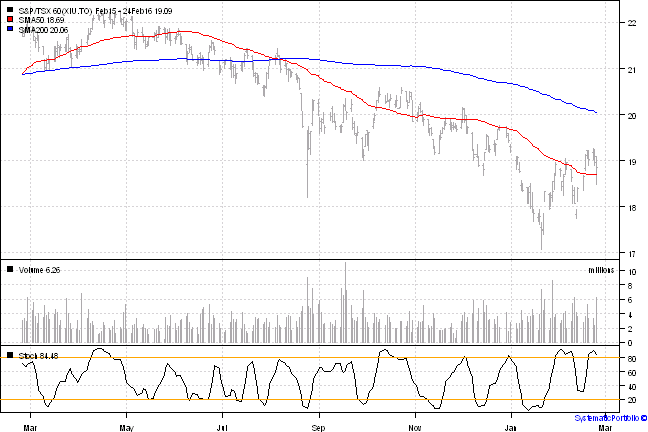 S&P/TSX 60(XIU.TO) Feb15 - 24Feb16 19.09
SMA50 18.69
SMA200 20.06
22
21
20
19
18
17
Volume 6.26
millions
10
8
6
4
2
0
Stoch 84.48
80
60
40
20
SystematicPortfolio ©
Mar May Jul Sep Nov Jan Mar